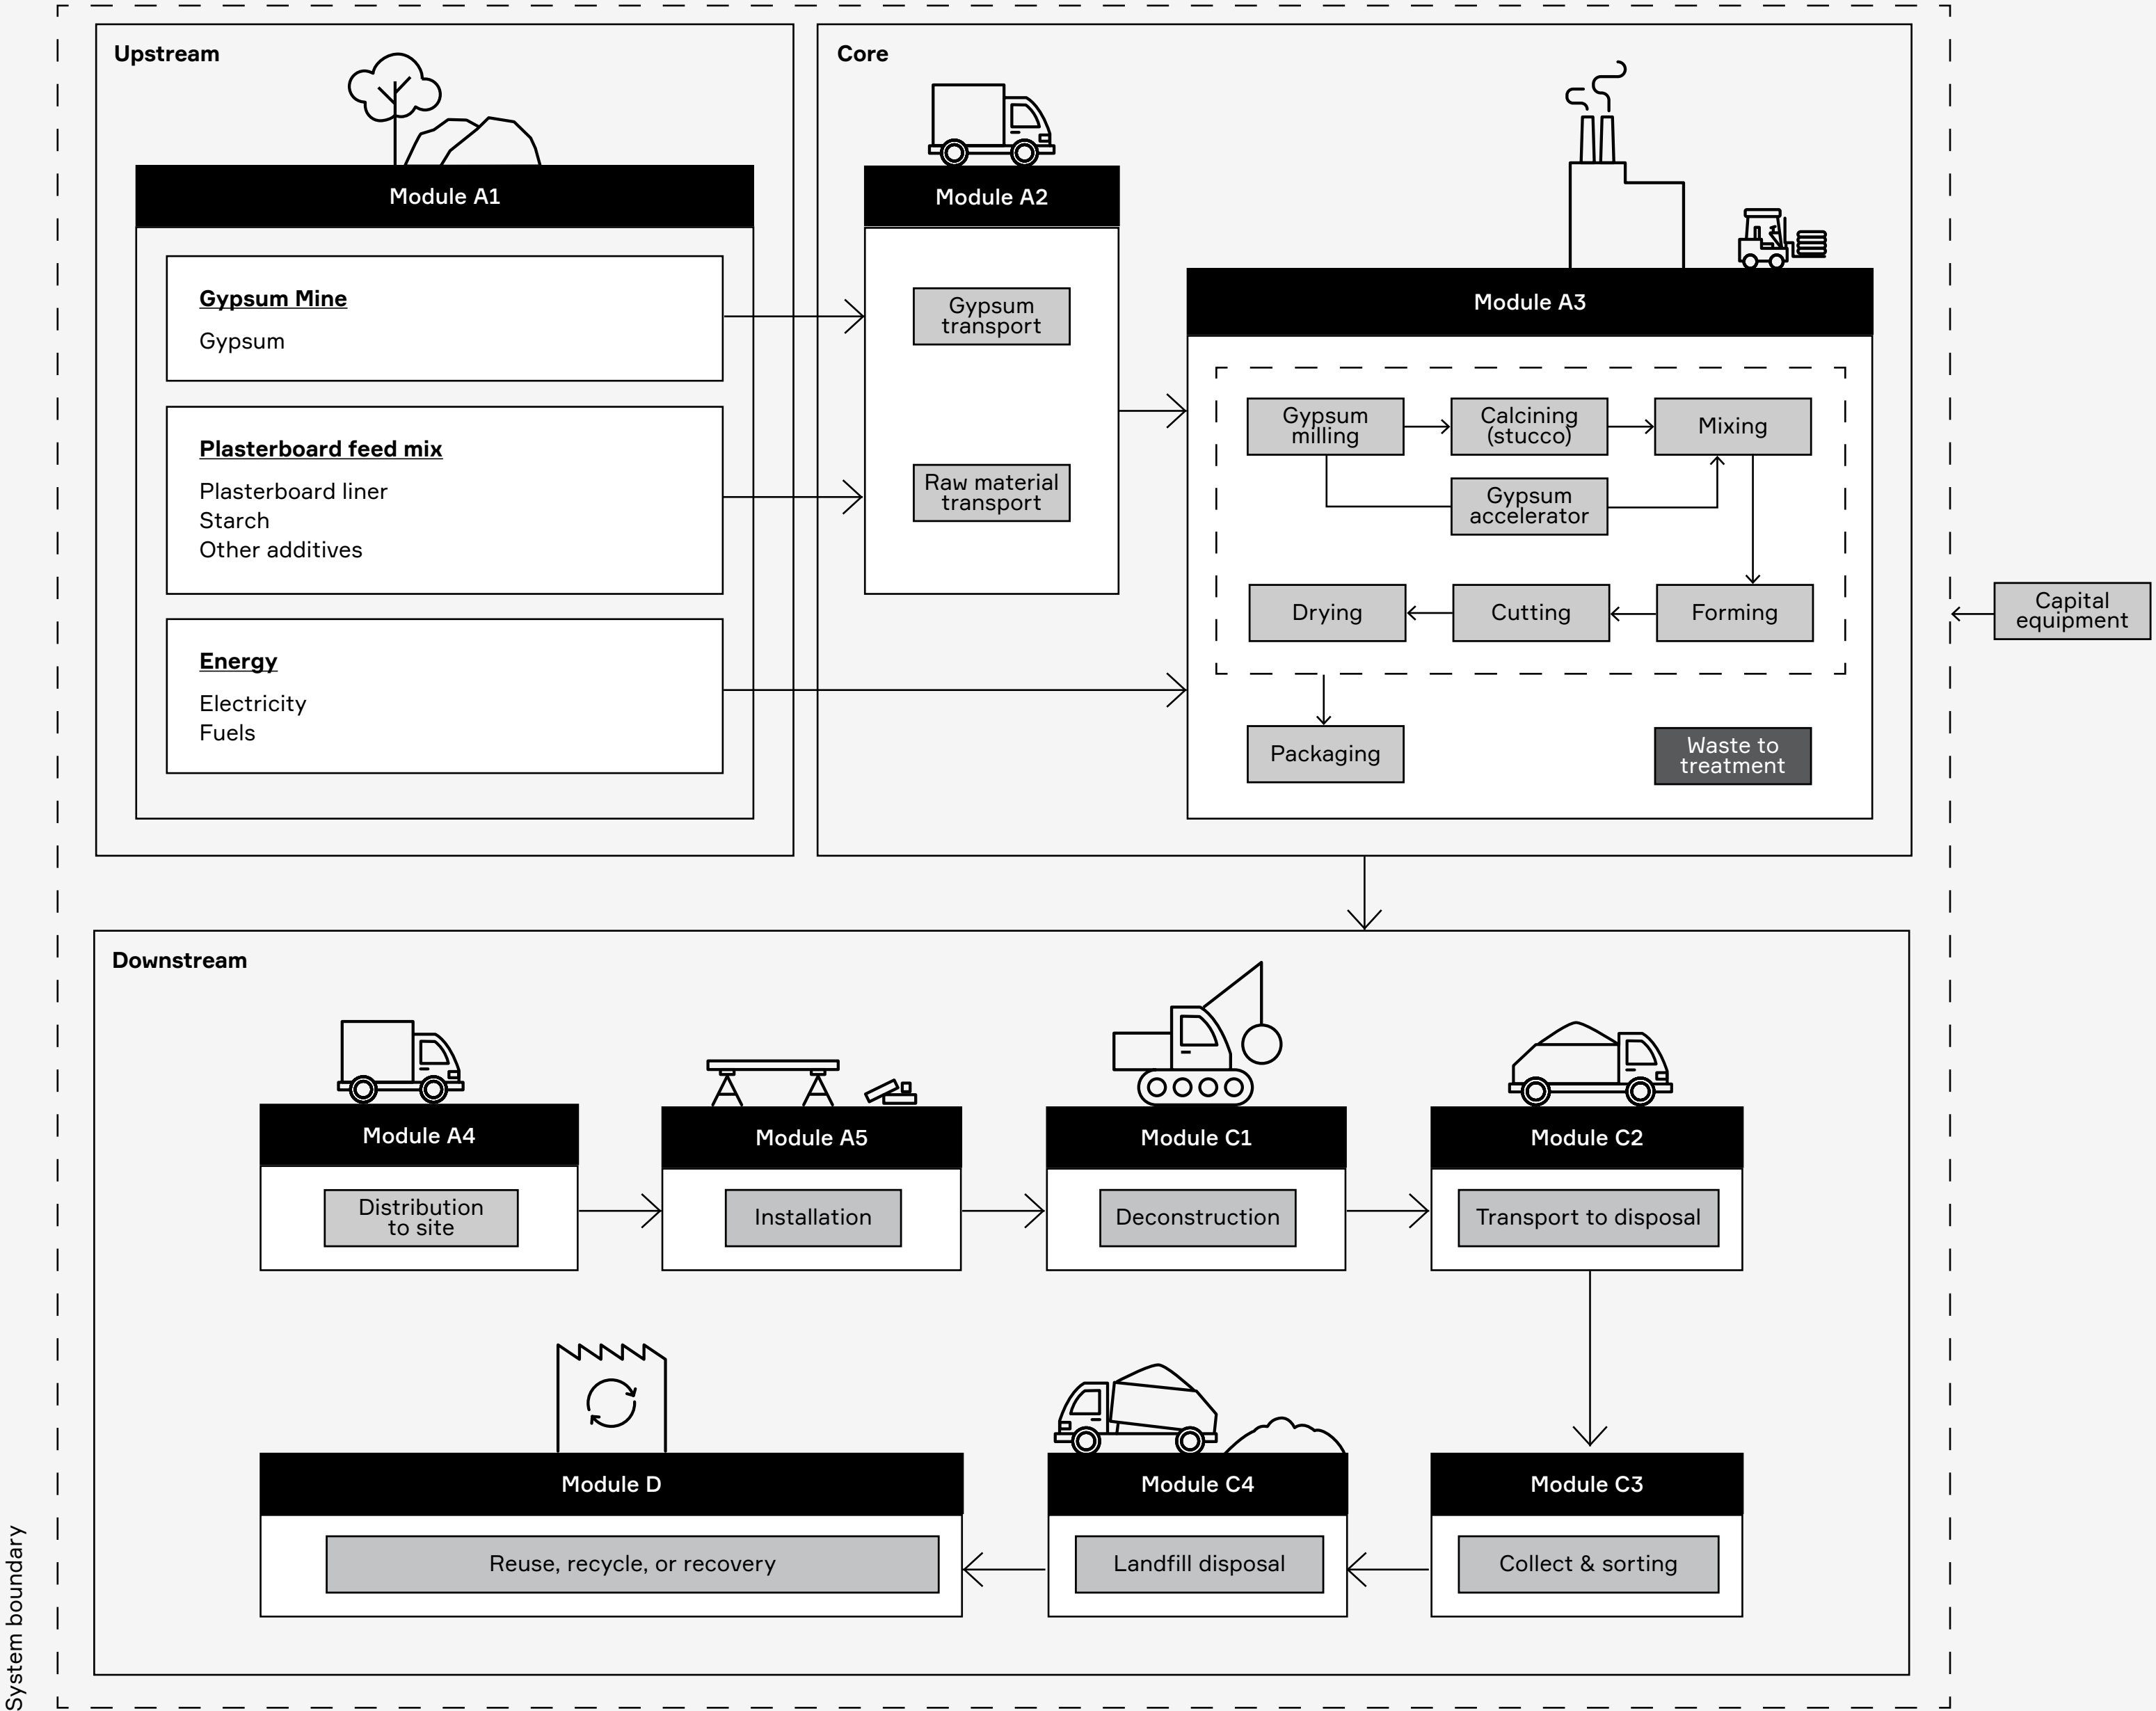 Upstream
Module A1
Gypsum Mine
Gypsum
Plasterboard feed mix
Plasterboard liner
Starch
Other additives
Energy
Electricity
Fuels
Core
Module A2
Gypsum
transport
Raw material
transport
Module A3
Gypsum
milling
Calcining
(stucco)
Mixing
Gypsum
accelerator
Drying
Cutting
Forming
Packaging
Waste to
treatment
Capital
equipment
Downstream
Module A4
Distribution
to site
Module A5
Installation
Module C1
Deconstruction
Module C2
Transport to disposal
Module D
Reuse, recycle, or recovery
Module C4
Landfill disposal
Module C3
Collect & sorting
System boundary